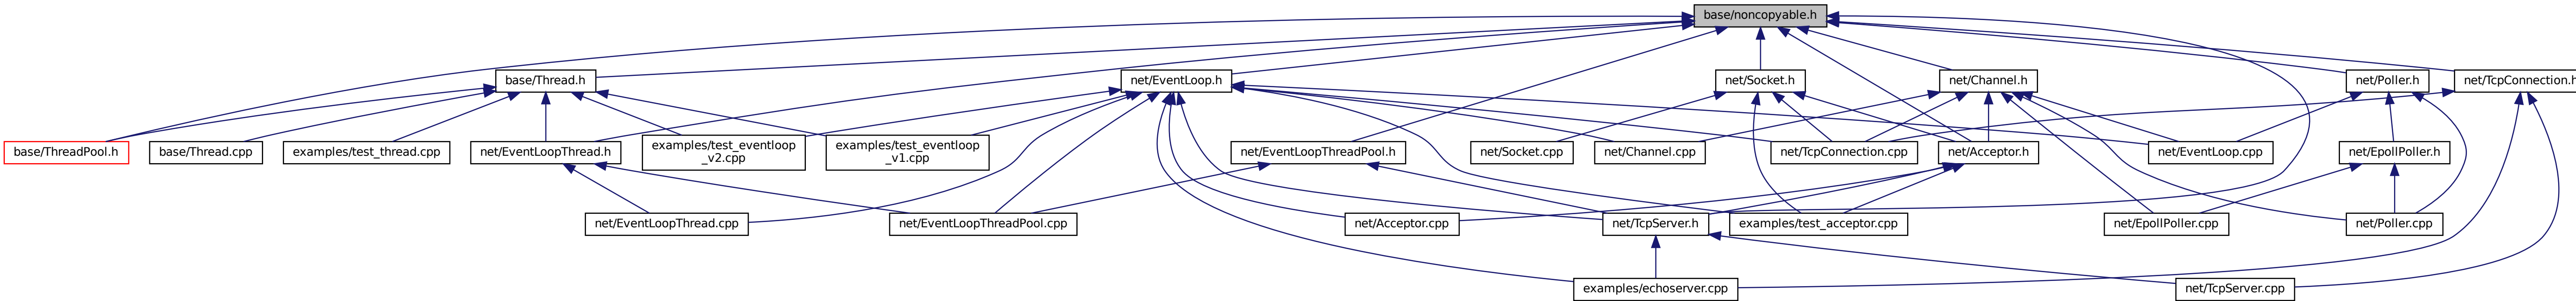 base/noncopyable.h
base/Thread.h
net/EventLoop.h
net/Socket.h
net/Channel.h
net/Poller.h
net/TcpConnection.h
base/ThreadPool.h
base/Thread.cpp
examples/test_thread.cpp
net/EventLoopThread.h
examples/test_eventloop
_v2.cpp
examples/test_eventloop
_v1.cpp
net/EventLoopThreadPool.h
net/Socket.cpp
net/Channel.cpp
net/TcpConnection.cpp
net/Acceptor.h
net/EventLoop.cpp
net/EpollPoller.h
net/EventLoopThread.cpp
net/EventLoopThreadPool.cpp
net/Acceptor.cpp
net/TcpServer.h
examples/test_acceptor.cpp
net/EpollPoller.cpp
net/Poller.cpp
examples/echoserver.cpp
net/TcpServer.cpp